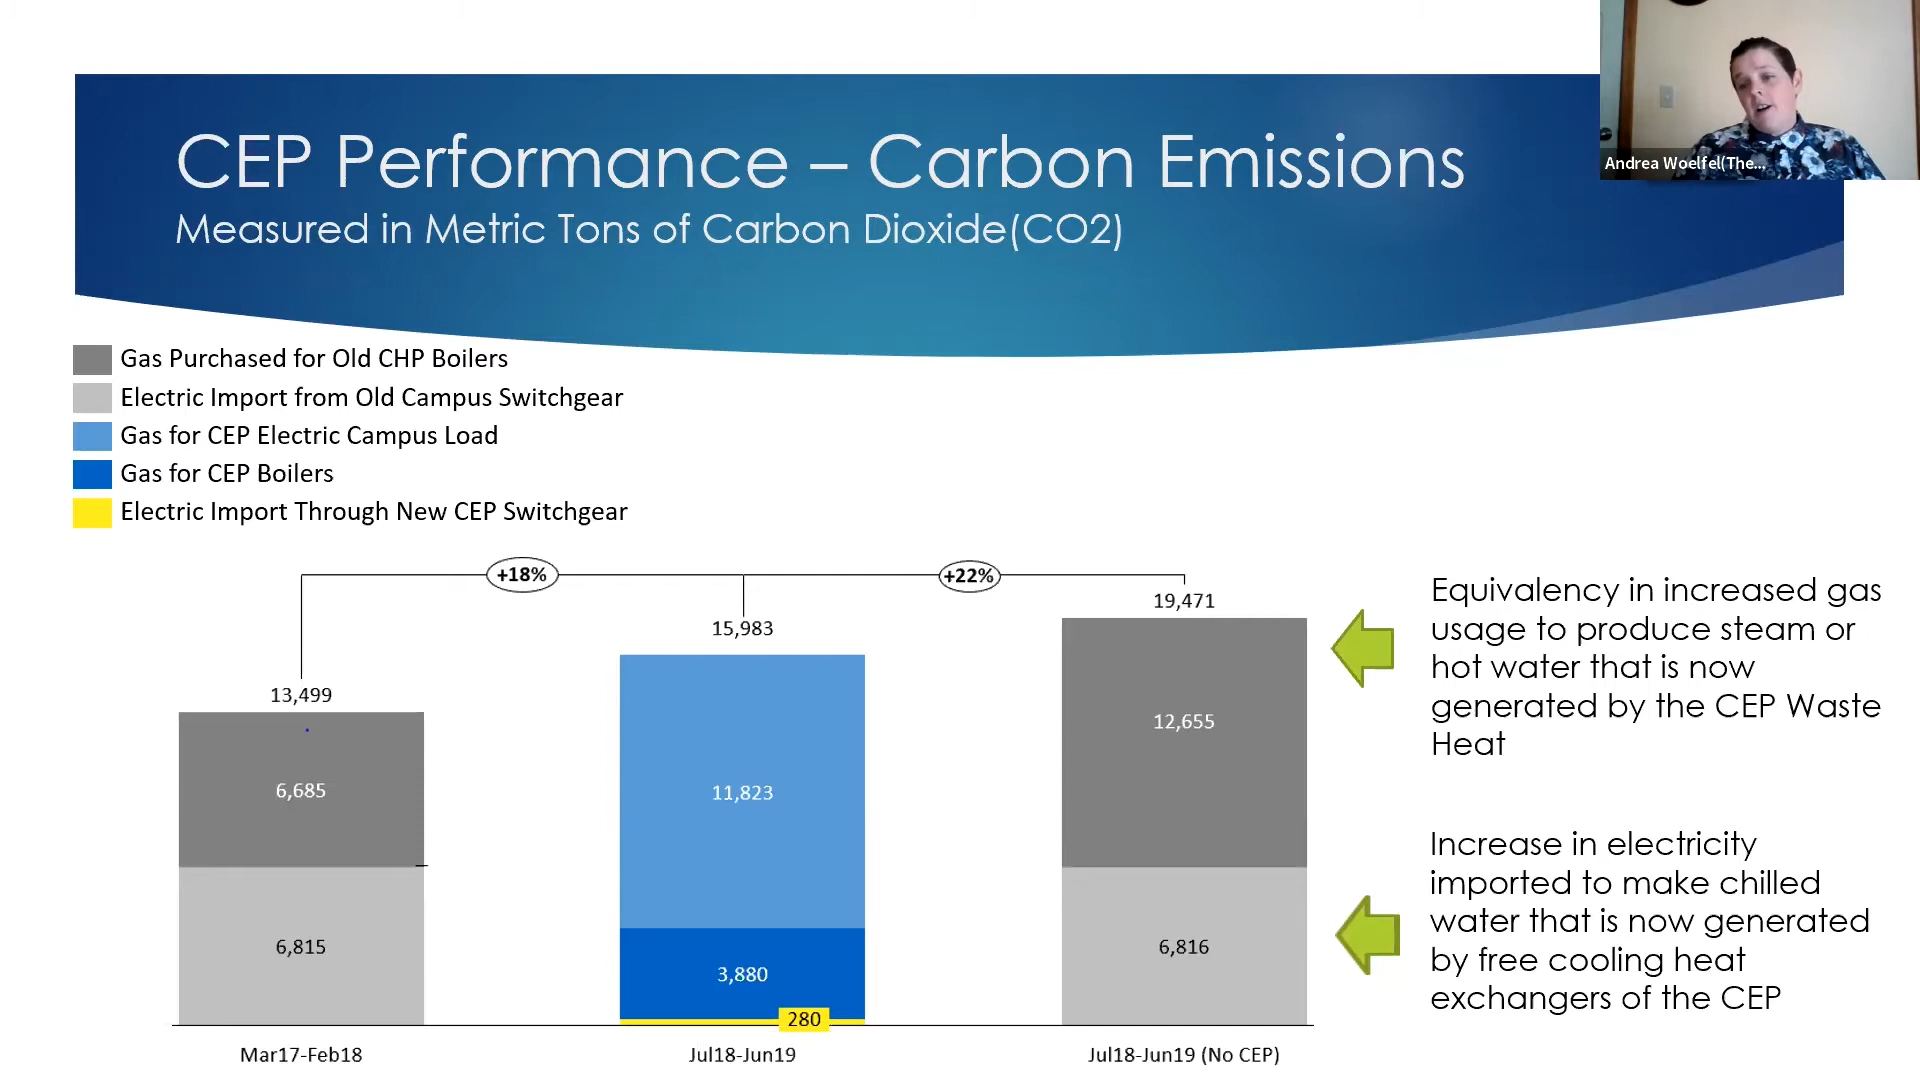 CEP Performance – Carbon Emissions
Measured in Metric Tons of Carbon Dioxide(CO2)
Andrea Woelfel(The...
Gas Purchased for Old CHP Boilers
Electric Import from Old Campus Switchgear
Gas for CEP Electric Campus Load
Gas for CEP Boilers
Electric Import Through New CEP Switchgear
+18%
+22%
13,499
15,983
19,471
6,685
11,823
12,655
6,815
3,880
6,816
280
Mar17-Feb18
Jul18-Jun19
Jul18-Jun19 (No CEP)
Equivalency in increased gas
usage to produce steam or
hot water that is now
generated by the CEP Waste
Heat
Increase in electricity
imported to make chilled
water that is now generated
by free cooling heat
exchangers of the CEP